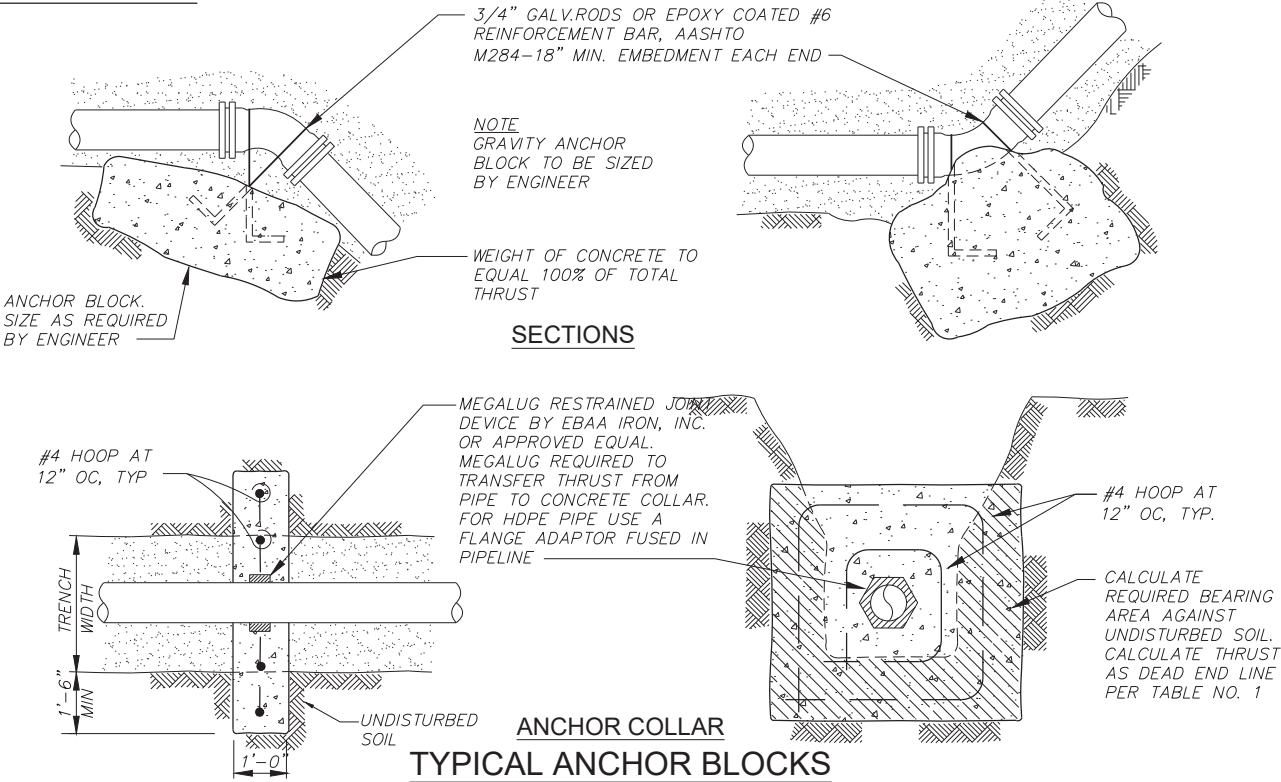 3/4" GALV.RODS OR EPOXY COATED #6
REINFORCEMENT BAR, AASHTO
M284-18" MIN. EMBEDMENT EACH END
NOTE
GRAVITY ANCHOR
BLOCK TO BE SIZED
BY ENGINEER
WEIGHT OF CONCRETE TO
EQUAL 100% OF TOTAL
THRUST
ANCHOR BLOCK.
SIZE AS REQUIRED
BY ENGINEER
SECTIONS
MEGALUG RESTRAINED JOINT
DEVICE BY EBAA IRON, INC.
OR APPROVED EQUAL.
MEGALUG REQUIRED TO
TRANSFER THRUST FROM
PIPE TO CONCRETE COLLAR.
FOR HDPE PIPE USE A
FLANGE ADAPTOR FUSED IN
PIPELINE
#4 HOOP AT
12" OC, TYP
#4 HOOP AT
12" OC, TYP.
CALCULATE
REQUIRED BEARING
AREA AGAINST
UNDISTURBED SOIL.
CALCULATE THRUST
AS DEAD END LINE
PER TABLE NO. 1
TRENCH
WIDTH
1'-6"
MIN
1'-0"
UNDISTURBED
SOIL
ANCHOR COLLAR
TYPICAL ANCHOR BLOCKS